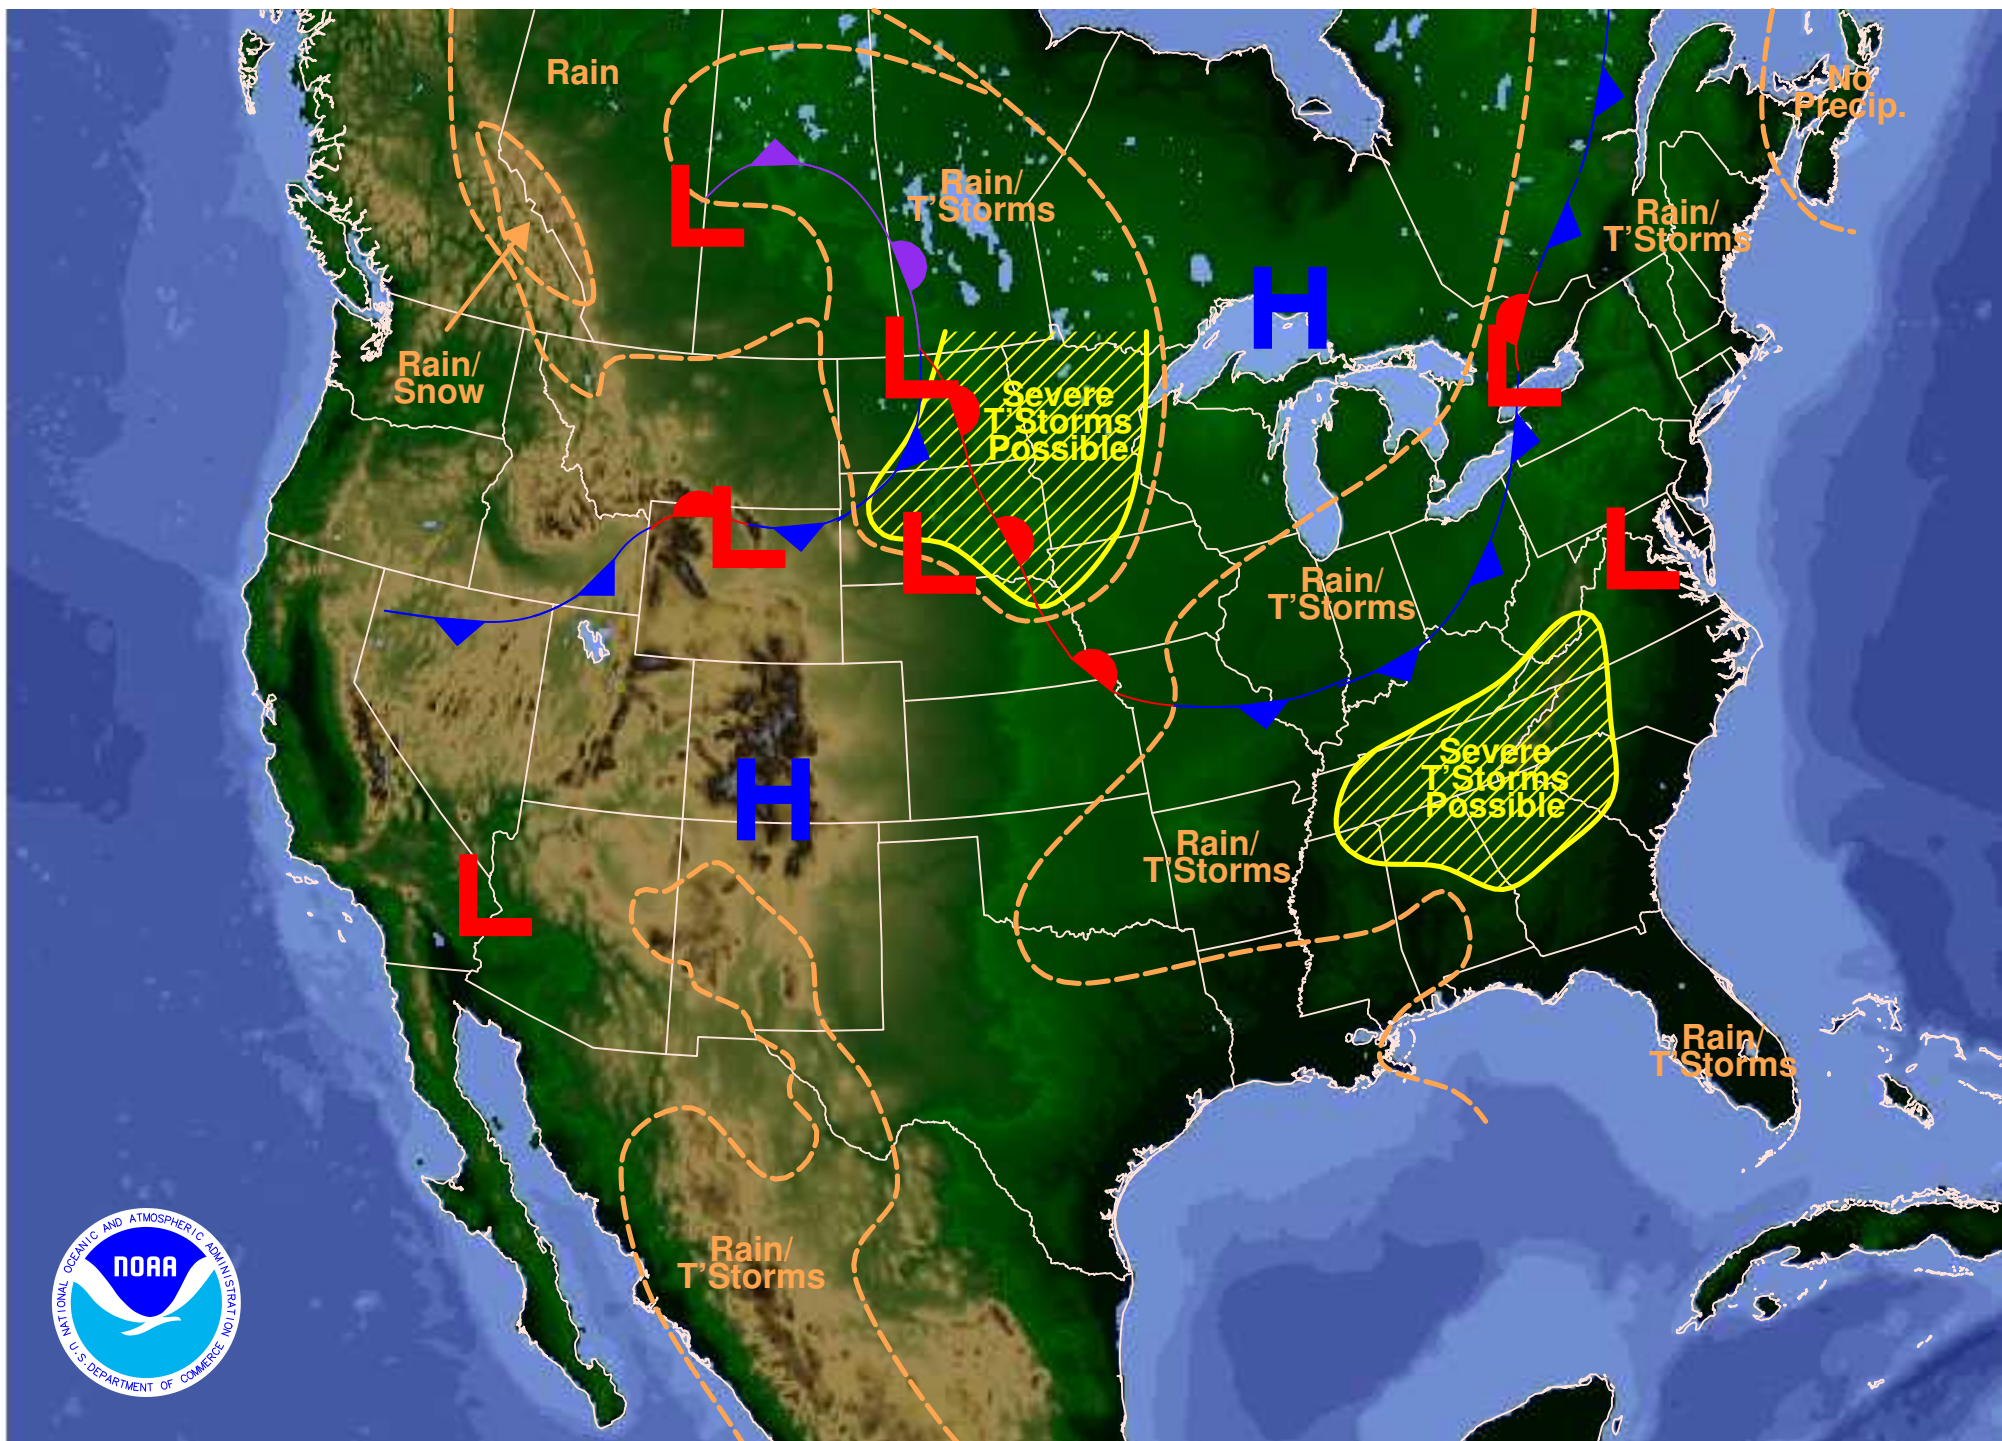 Rain
No
Precip.
Rain/
T'Storms
Rain/
T'Storms
H
L
L
L
Rain/
Snow
Severe
T'Storms
Possible
L
L
L
Rain/
T'Storms
Severe
T'Storms
Possible
H
Rain/
T'Storms
L
Rain/
T'Storms
Rain/
T'Storms
NATIONAL OCEANIC AND ATMOSPHERIC ADMINISTRATION
NOAA
U.S. DEPARTMENT OF COMMERCE